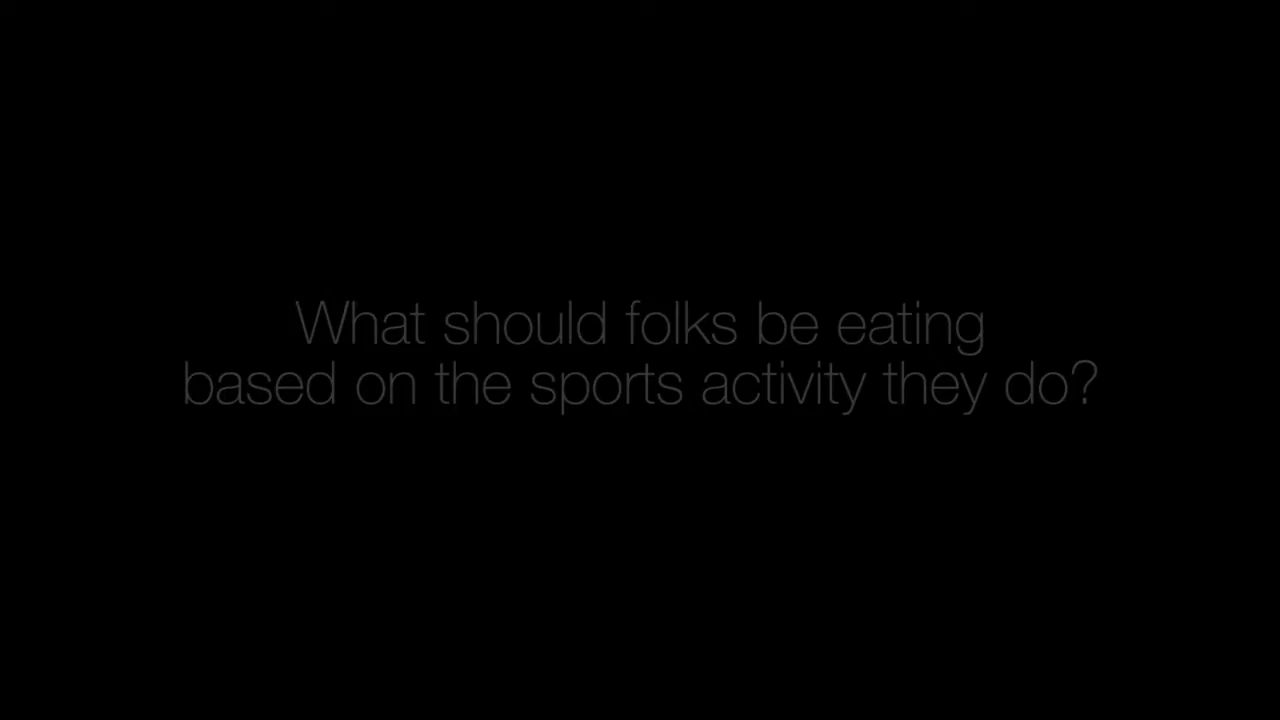 What should folks be eating
based on the sports activity they do?